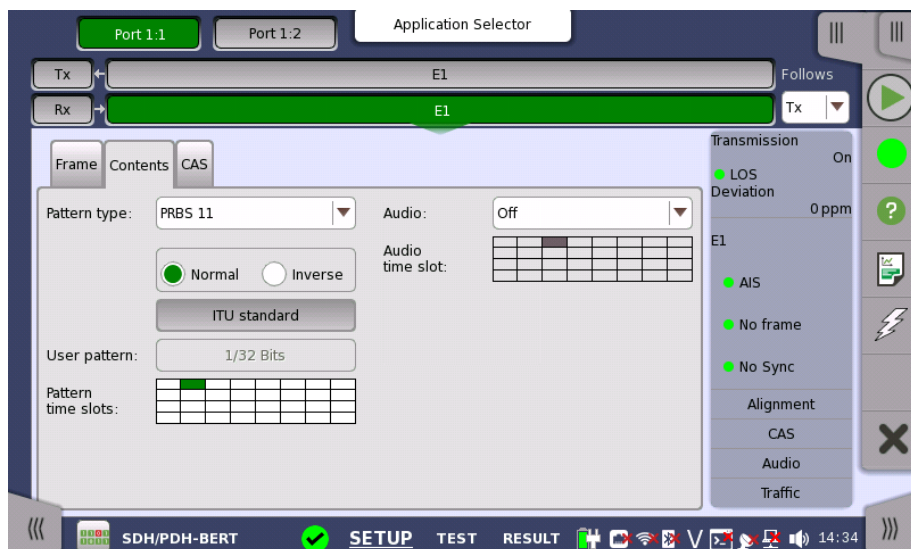 Port 1:1
Port 1:2
Application Selector
Tx
E1
Follows
Rx
E1
Tx
Frame
Contents
CAS
Pattern type:
PRBS 11
Audio:
Off
Normal
Inverse
Audio
time slot:
ITU standard
User pattern:
1/32 Bits
Pattern
time slots:
Transmission
On
LOS
Deviation
0 ppm
E1
AIS
No frame
No Sync
Alignment
CAS
Audio
Traffic
SDH/PDH-BERT
SETUP
TEST
RESULT
V
14:34